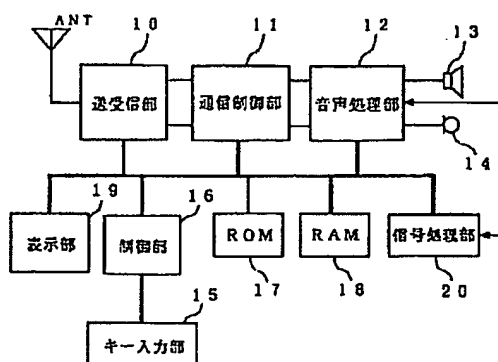 ANT
10
11
12
13
送受信部
通信制御部
音声処理部
14
19
16
表示部
制御部
ROM
RAM
信号処理部
17
18
20
15
キー入力部